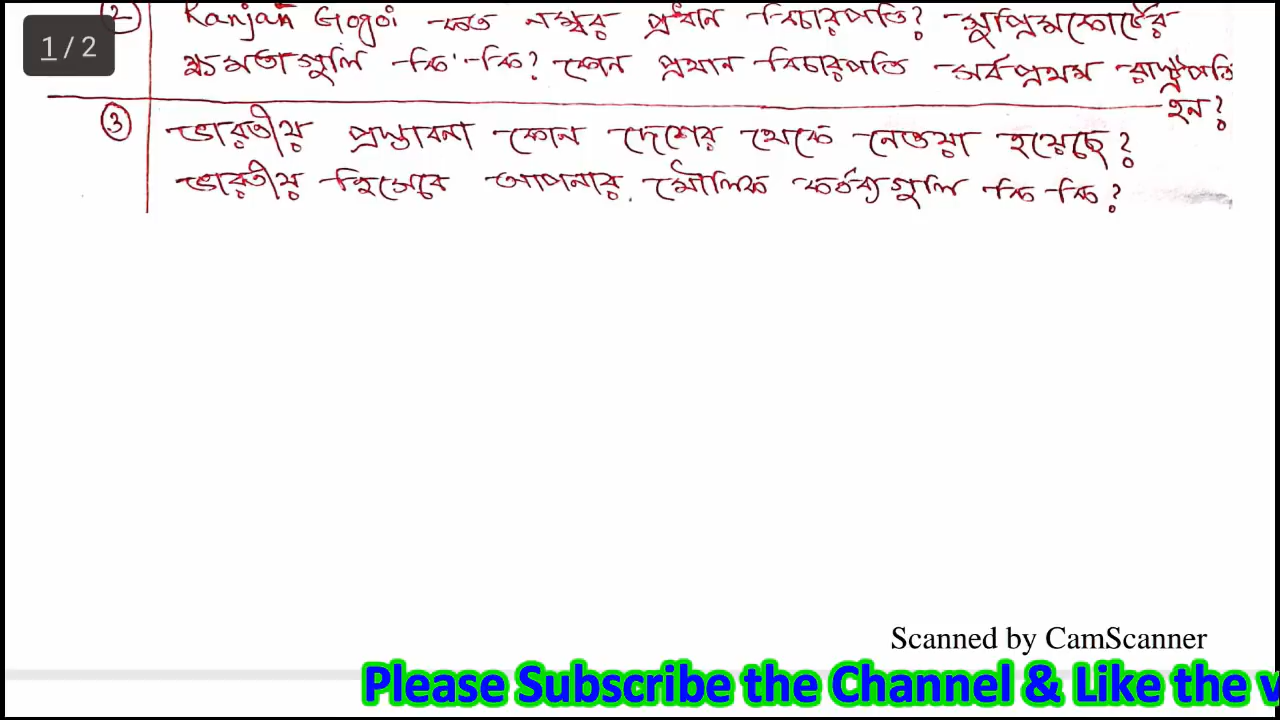 ② Ranjan Gogoi কত নম্বর প্রধান বিচারপতি? সুপ্রিমকোর্টের
1/2
ক্ষমতাগুলি কি-কি? কোন প্রধান বিচারপতি সর্বপ্রথম রাষ্ট্রপতি
হন?
③ ভারতীয় প্রস্তাবনা কোন দেশের থেকে নেওয়া হয়েছে?
ভারতীয় হিসেবে আপনার মৌলিক কর্তব্যগুলি কি-কি?
Scanned by CamScanner
Please Subscribe the Channel & Like the v